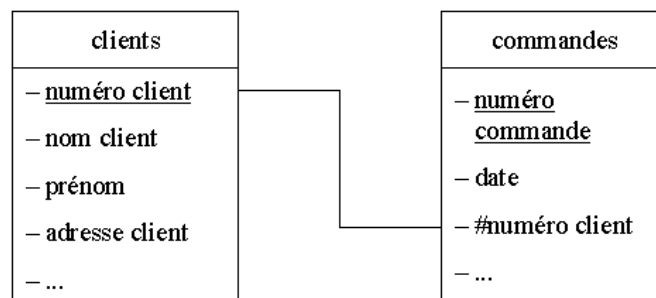 clients
– numéro client
– nom client
– prénom
– adresse client
– ...
commandes
– numéro
commande
– date
– #numéro client
– ...